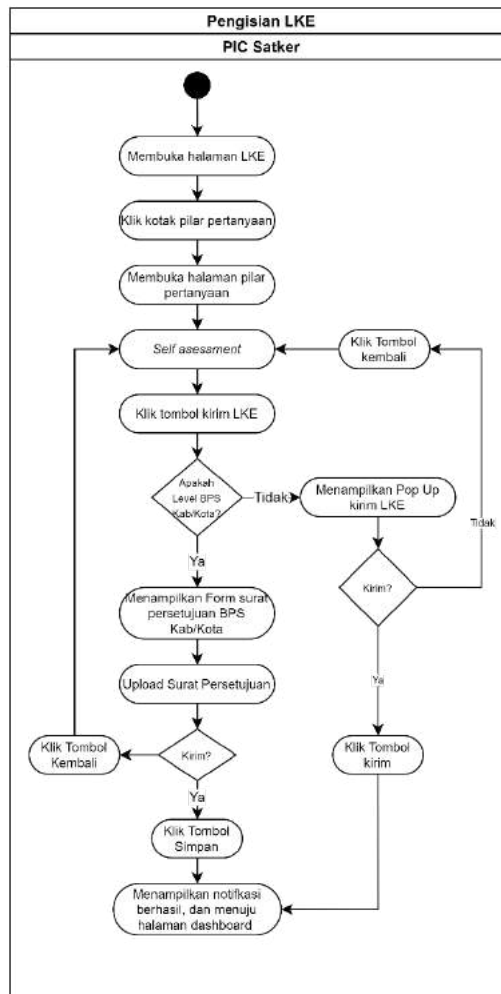 Pengisian LKE
PIC Satker
Membuka halaman LKE
Klik kotak pilar pertanyaan
Membuka halaman pilar
pertanyaan
Self asesment
Klik Tombol
kembali
Klik tombol kirim LKE
Apakah
Level BPS
Kab/Kota?
Tidak
Menampilkan Pop Up
kirim LKE
Tidak
Ya
Kirim?
Menampilkan Form surat
persetujuan BPS
Kab/Kota
Upload Surat Persetujuan
Ya
Klik Tombol
Kembali
Kirim?
Klik Tombol
kirim
Ya
Klik Tombol
Simpan
Menampilkan notifkasi
berhasil, dan menuju
halaman dashboard